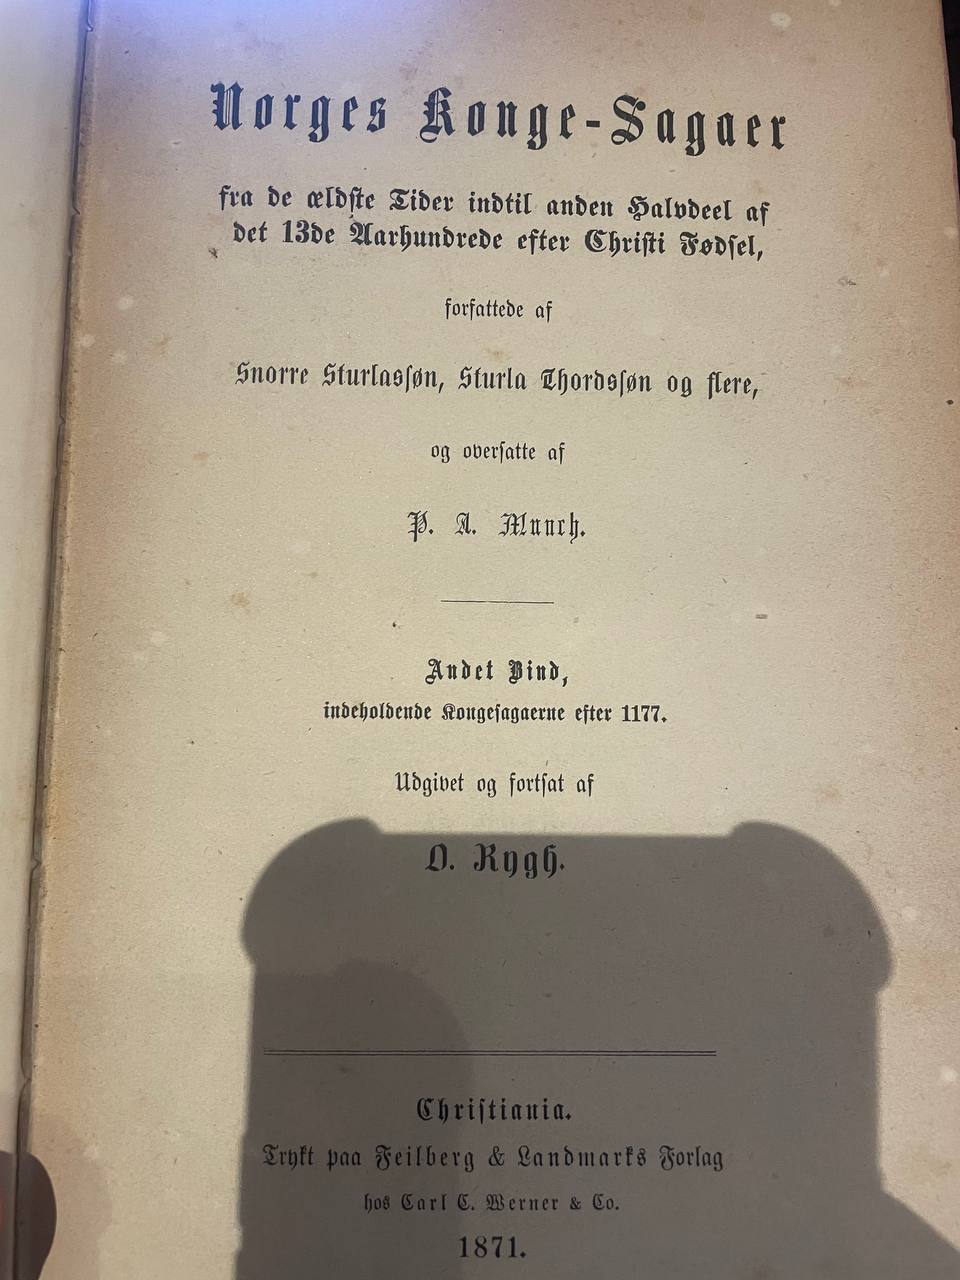 Norges Konge-Sagaer
fra de ældste Tider indtil anden Halvdeel af
det 13de Aarhundrede efter Christi Fødsel,
forfattede af
Snorre Sturlassøn, Sturla Thordssøn og flere,
og oversatte af
P. A. Munch.
Andet Bind,
indeholdende Kongesagaerne efter 1177.
Udgivet og fortsat af
O. Rygh.
Christiania.
Trykt paa Feilberg & Landmarks Forlag
hos Carl C. Werner & Co.
1871.